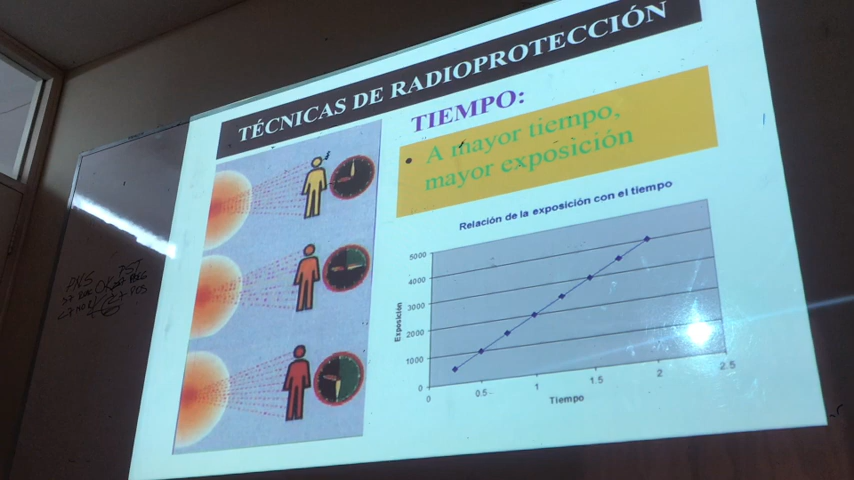 TÉCNICAS DE RADIOPROTECCIÓN
TIEMPO:
• A mayor tiempo,
mayor exposición
Relación de la exposición con el tiempo
Exposición
5000
4000
3000
2000
1000
0
0
0.5
1
1.5
2
2.5
Tiempo